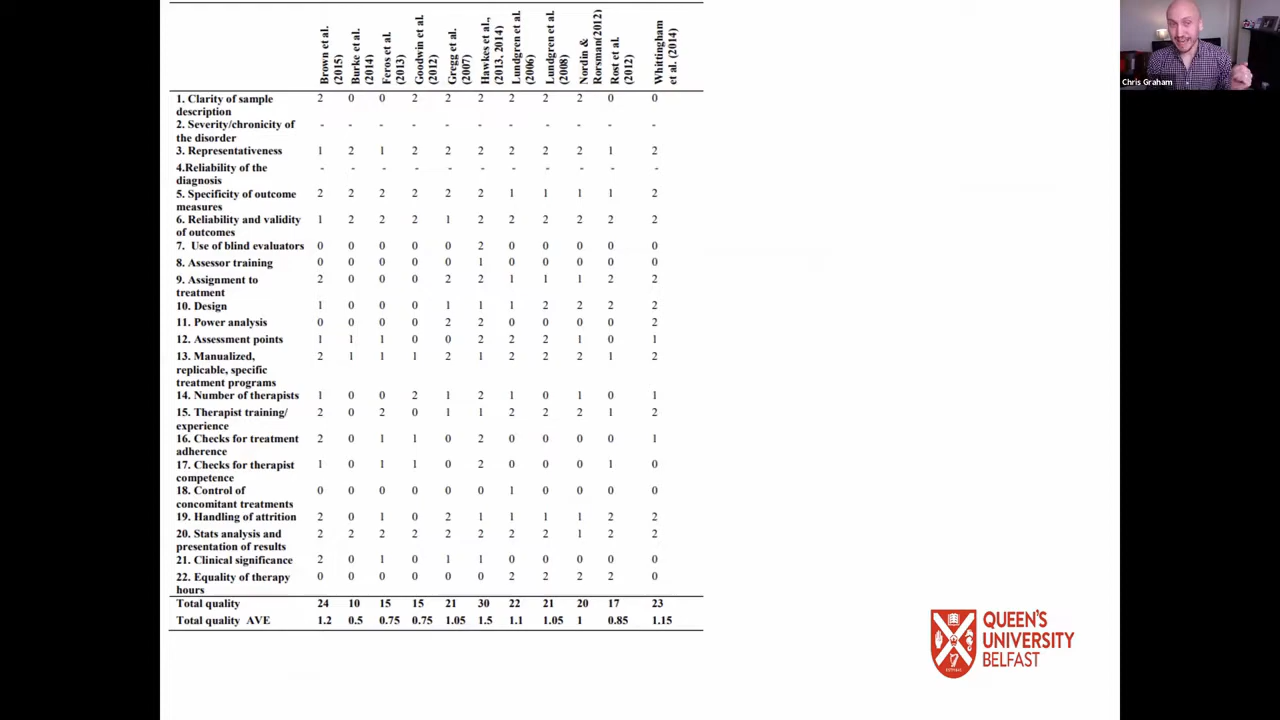 Brown et al. (2015) Burke et al. (2014) Feros et al. (2013) Goodwin et al. (2012) Gregg et al. (2007) Hawkes et al., (2013, 2014) Lundgren et al. (2006) Lundgren et al. (2008) Nordin & Rorsman(2012) Rost et al. (2012) Whittingham et al. (2014)
1. Clarity of sample 2 0 0 2 2 2 2 2 2 0 0
description
2. Severity/chronicity of - - - - - - - - - - -
the disorder
3. Representativeness 1 2 1 2 2 2 2 2 2 1 2
4.Reliability of the - - - - - - - - - - -
diagnosis
5. Specificity of outcome 2 2 2 2 2 2 1 1 1 1 2
measures
6. Reliability and validity 1 2 2 2 1 2 2 2 2 2 2
of outcomes
7. Use of blind evaluators 0 0 0 0 0 2 0 0 0 0 0
8. Assessor training 0 0 0 0 0 1 0 0 0 0 0
9. Assignment to 2 0 0 0 2 2 1 1 1 2 2
treatment
10. Design 1 0 0 0 1 1 1 2 2 2 2
11. Power analysis 0 0 0 0 2 2 0 0 0 0 2
12. Assessment points 1 1 1 0 0 2 2 2 1 0 1
13. Manualized, 2 1 1 1 2 1 2 2 2 1 2
replicable, specific
treatment programs
14. Number of therapists 1 0 0 2 1 2 1 0 1 0 1
15. Therapist training/ 2 0 2 0 1 1 2 2 2 1 2
experience
16. Checks for treatment 2 0 1 1 0 2 0 0 0 0 1
adherence
17. Checks for therapist 1 0 1 1 0 2 0 0 0 1 0
competence
18. Control of 0 0 0 0 0 0 1 0 0 0 0
concomitant treatments
19. Handling of attrition 2 0 1 0 2 1 1 1 1 2 2
20. Stats analysis and 2 2 2 2 2 2 2 2 1 2 2
presentation of results
21. Clinical significance 2 0 1 0 1 1 0 0 0 0 0
22. Equality of therapy 0 0 0 0 0 0 2 2 2 2 0
hours
Total quality 24 10 15 15 21 30 22 21 20 17 23
Total quality AVE 1.2 0.5 0.75 0.75 1.05 1.5 1.1 1.05 1 0.85 1.15
Chris Graham
QUEEN'S
UNIVERSITY
BELFAST